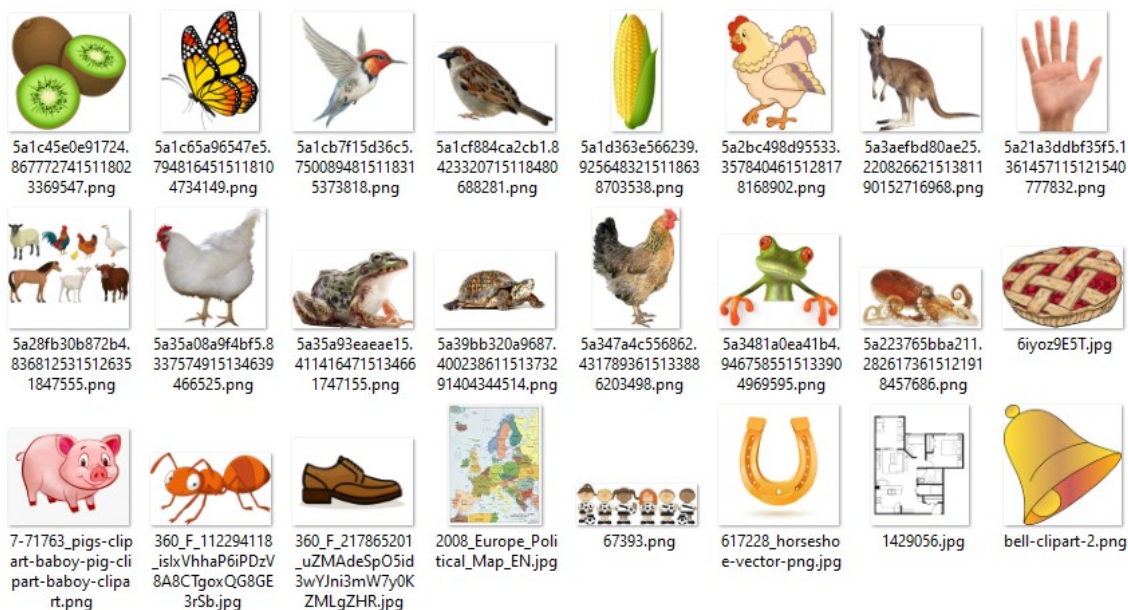 5a1c45e0e91724.
867772741511802
3369547.png
5a1c65a96547e5.
794816451511810
4734149.png
5a1cb7f15d36c5.
750089481511831
5373818.png
5a1cf884ca2cb1.8
423320715118480
688281.png
5a1d363e566239.
925648321511863
8703538.png
5a2bc498d95533.
357840461512817
8168902.png
5a3aefbd80ae25.
220826621513811
90152716968.png
5a21a3ddbf35f5.1
361457115121540
777832.png
5a28fb30b872b4.
836812531512635
1847555.png
5a35a08a9f4bf5.8
337574915134639
466525.png
5a35a93eaeae15.
411416471513466
1747155.png
5a39bb320a9687.
400238611513732
91404344514.png
5a347a4c556862.
431789361513388
6203498.png
5a3481a0ea41b4.
946758551513390
4969595.png
5a223765bba211.
282617361512191
8457686.png
6iyoz9E5T.jpg
7-71763_pigs-clip
art-baboy-pig-cli
part-baboy-clipa
rt.png
360_F_112294118
_islxVhhaP6iPDzV
8A8CTgoxQG8GE
3rSb.jpg
360_F_217865201
_uZMAdeSpO5id
3wYJni3mW7y0K
ZMLgZHR.jpg
2008_Europe_Poli
tical_Map_EN.jpg
67393.png
617228_horsesho
e-vector-png.jpg
1429056.jpg
bell-clipart-2.png